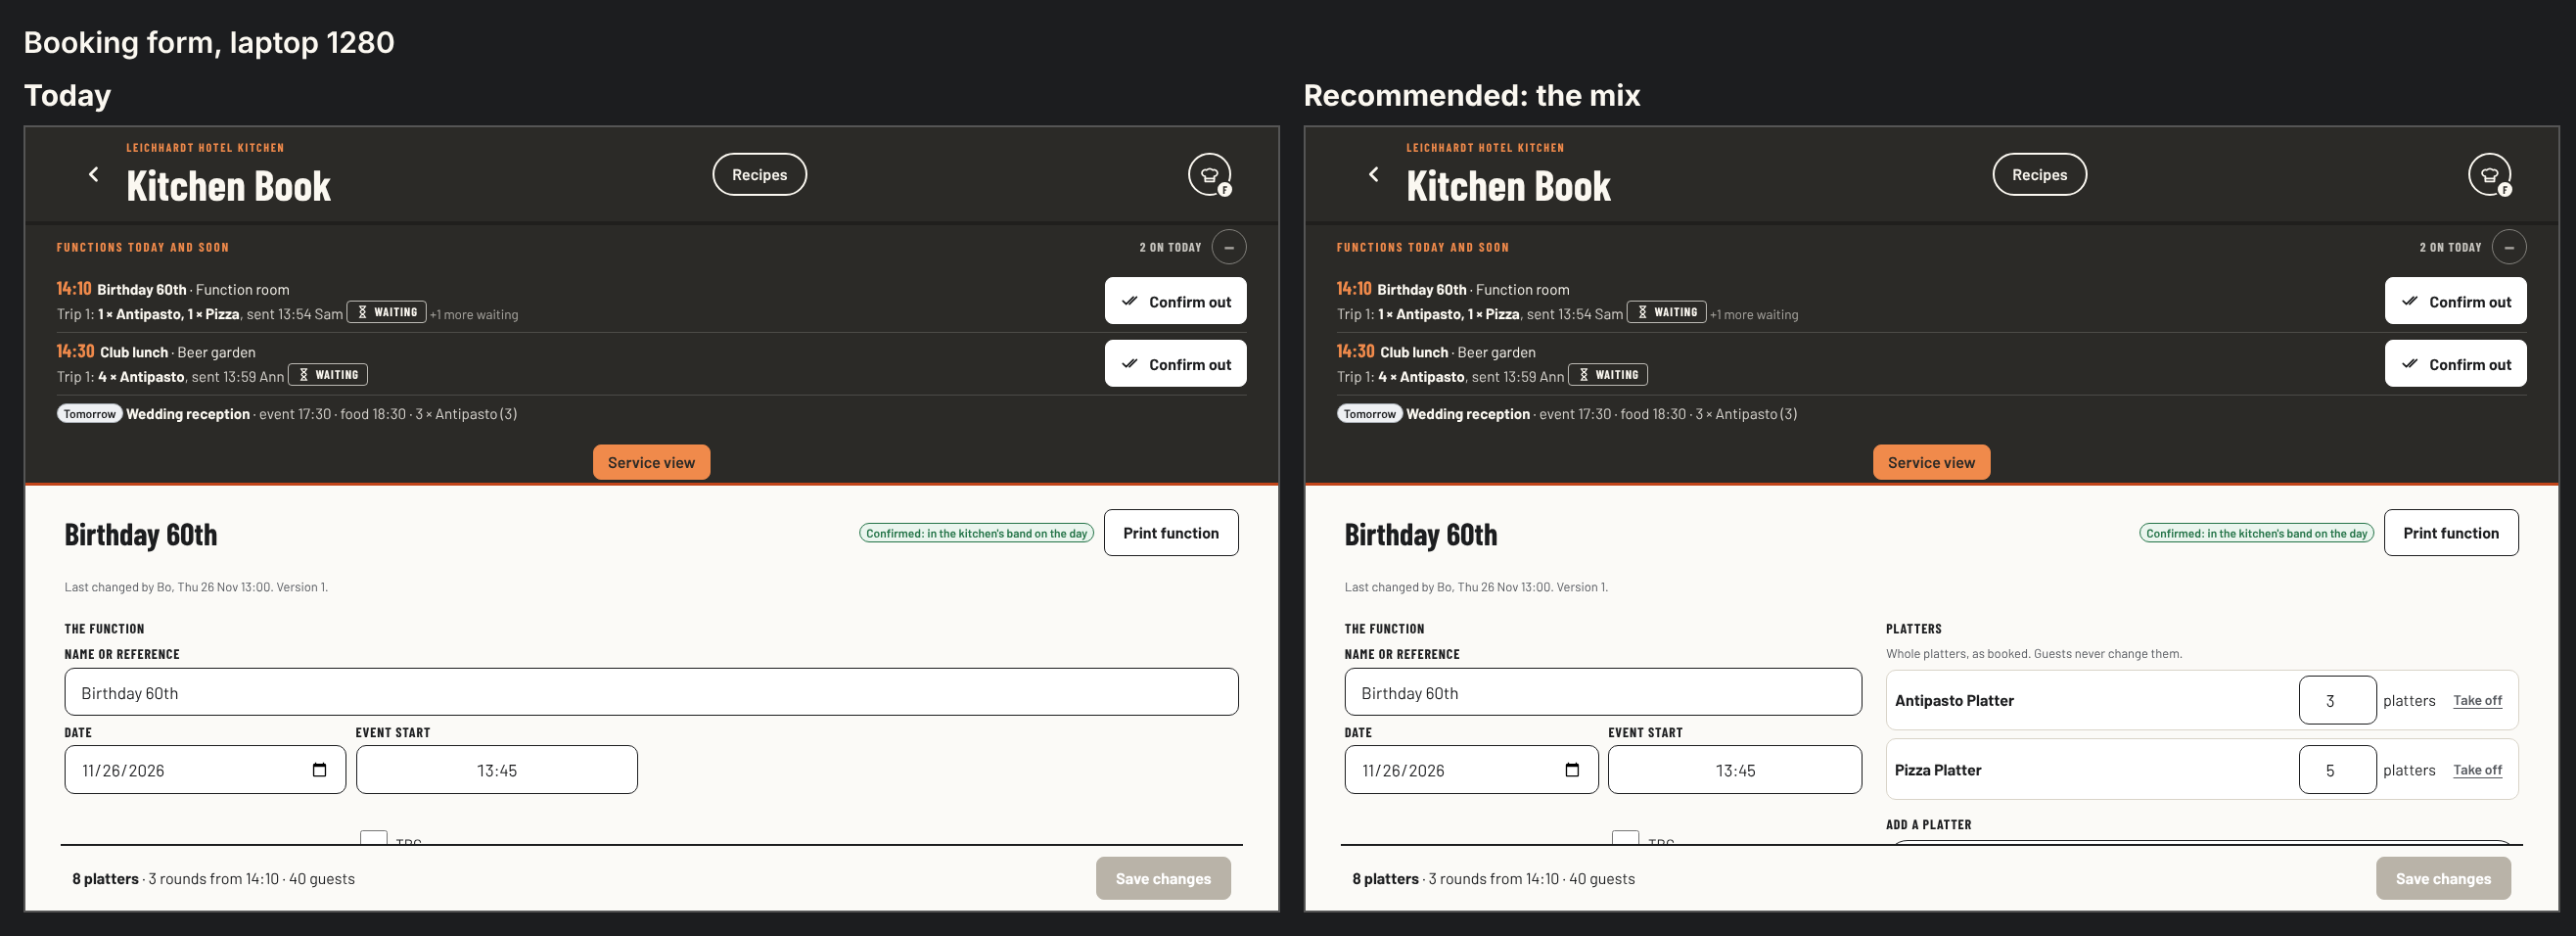 Booking form, laptop 1280
Today
LEICHHARDT HOTEL KITCHEN
Kitchen Book
Recipes
F
FUNCTIONS TODAY AND SOON
2 ON TODAY
14:10 Birthday 60th · Function room
Trip 1: 1 × Antipasto, 1 × Pizza, sent 13:54 Sam WAITING +1 more waiting
Confirm out
14:30 Club lunch · Beer garden
Trip 1: 4 × Antipasto, sent 13:59 Ann WAITING
Confirm out
Tomorrow Wedding reception · event 17:30 · food 18:30 · 3 × Antipasto (3)
Service view
Birthday 60th
Confirmed: in the kitchen's band on the day
Print function
Last changed by Bo, Thu 26 Nov 13:00. Version 1.
THE FUNCTION
NAME OR REFERENCE
Birthday 60th
DATE
EVENT START
11/26/2026
13:45
TBC
8 platters · 3 rounds from 14:10 · 40 guests
Save changes
Recommended: the mix
LEICHHARDT HOTEL KITCHEN
Kitchen Book
Recipes
F
FUNCTIONS TODAY AND SOON
2 ON TODAY
14:10 Birthday 60th · Function room
Trip 1: 1 × Antipasto, 1 × Pizza, sent 13:54 Sam WAITING +1 more waiting
Confirm out
14:30 Club lunch · Beer garden
Trip 1: 4 × Antipasto, sent 13:59 Ann WAITING
Confirm out
Tomorrow Wedding reception · event 17:30 · food 18:30 · 3 × Antipasto (3)
Service view
Birthday 60th
Confirmed: in the kitchen's band on the day
Print function
Last changed by Bo, Thu 26 Nov 13:00. Version 1.
THE FUNCTION
NAME OR REFERENCE
Birthday 60th
DATE
EVENT START
11/26/2026
13:45
TBC
PLATTERS
Whole platters, as booked. Guests never change them.
Antipasto Platter
3
platters
Take off
Pizza Platter
5
platters
Take off
ADD A PLATTER
8 platters · 3 rounds from 14:10 · 40 guests
Save changes